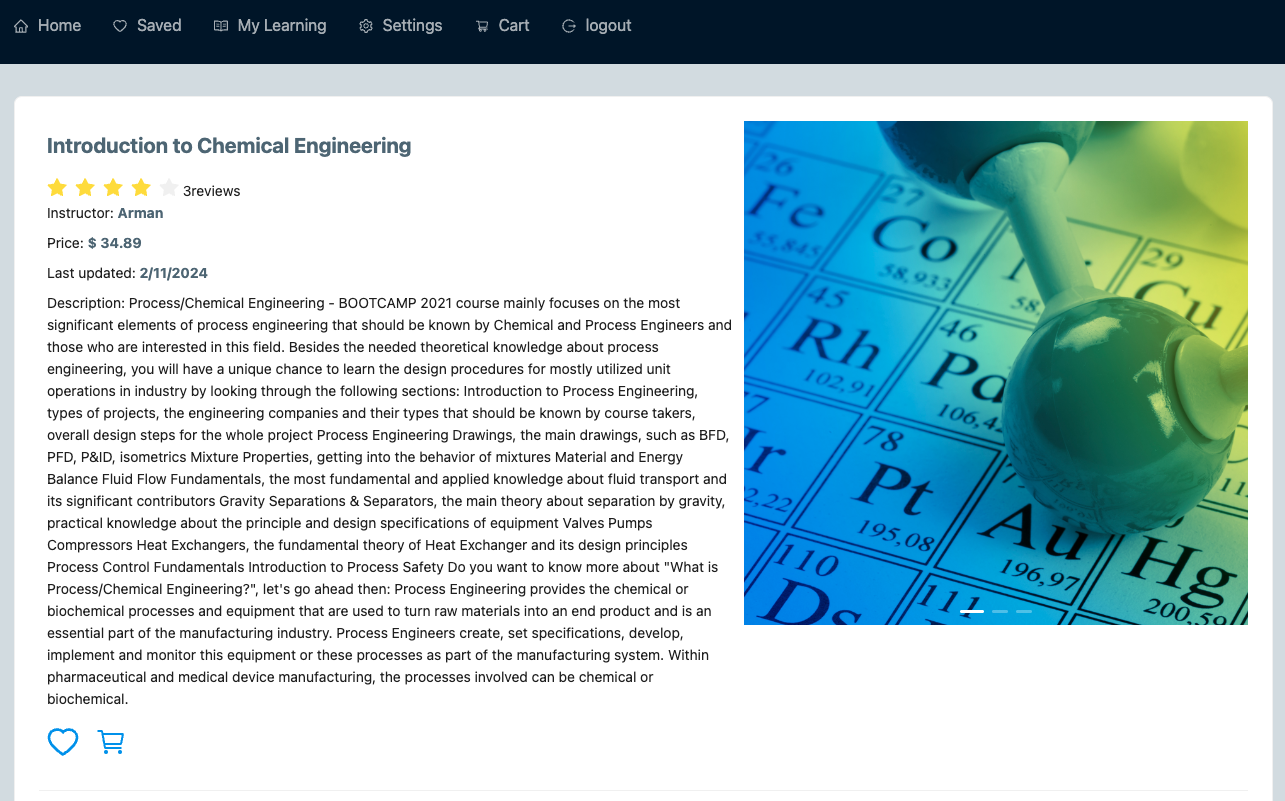 Home Saved My Learning Settings Cart logout
Introduction to Chemical Engineering
3reviews
Instructor: Arman
Price: $ 34.89
Last updated: 2/11/2024
Description: Process/Chemical Engineering - BOOTCAMP 2021 course mainly focuses on the most
significant elements of process engineering that should be known by Chemical and Process Engineers and
those who are interested in this field. Besides the needed theoretical knowledge about process
engineering, you will have a unique chance to learn the design procedures for mostly utilized unit
operations in industry by looking through the following sections: Introduction to Process Engineering,
types of projects, the engineering companies and their types that should be known by course takers,
overall design steps for the whole project Process Engineering Drawings, the main drawings, such as BFD,
PFD, P&ID, isometrics Mixture Properties, getting into the behavior of mixtures Material and Energy
Balance Fluid Flow Fundamentals, the most fundamental and applied knowledge about fluid transport and
its significant contributors Gravity Separations & Separators, the main theory about separation by gravity,
practical knowledge about the principle and design specifications of equipment Valves Pumps
Compressors Heat Exchangers, the fundamental theory of Heat Exchanger and its design principles
Process Control Fundamentals Introduction to Process Safety Do you want to know more about "What is
Process/Chemical Engineering?", let's go ahead then: Process Engineering provides the chemical or
biochemical processes and equipment that are used to turn raw materials into an end product and is an
essential part of the manufacturing industry. Process Engineers create, set specifications, develop,
implement and monitor this equipment or these processes as part of the manufacturing system. Within
pharmaceutical and medical device manufacturing, the processes involved can be chemical or
biochemical.
26
Fe
55,845
27
Co
58,933
29
Cu
45
Rh
102,91
46
Pd
106,4
78
Pt
195,08
Au
196,97
Hg
200,59
110
Ds
111